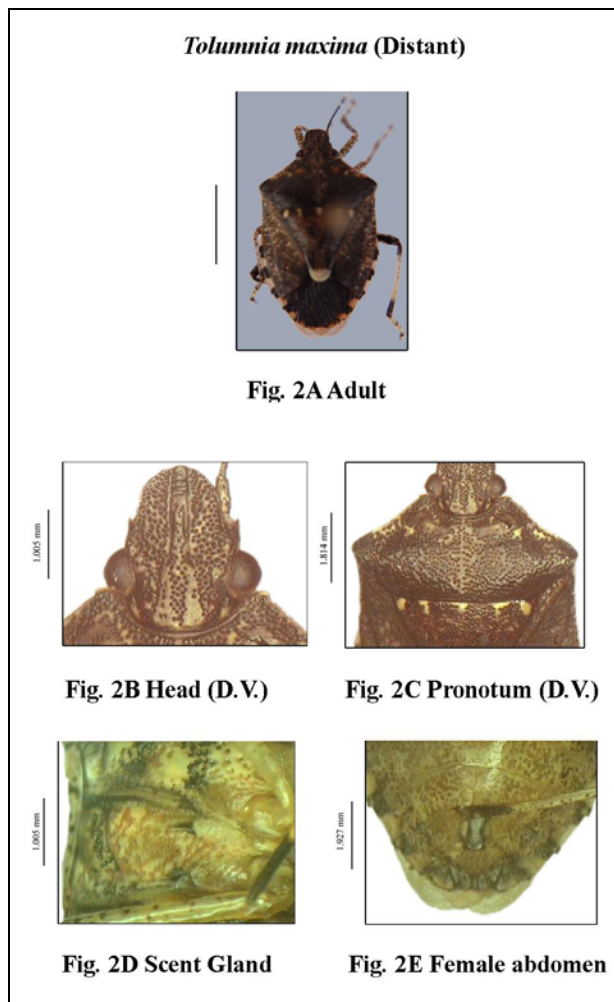 Tolumnia maxima (Distant)
Fig. 2A Adult
1.005 mm
1.814 mm
Fig. 2B Head (D.V.)
Fig. 2C Pronotum (D.V.)
1.005 mm
1.927 mm
Fig. 2D Scent Gland
Fig. 2E Female abdomen